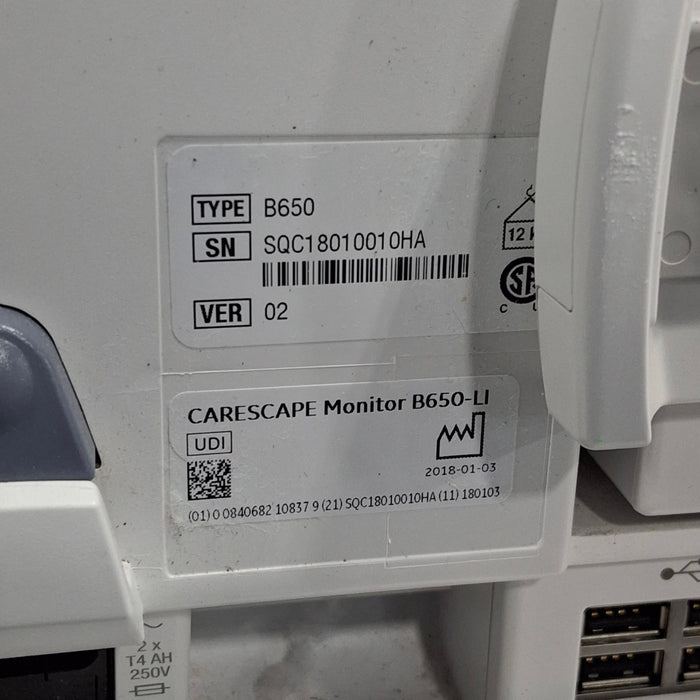 TYPE B650
SN SQC18010010HA
12
VER 02
C
CARESCAPE Monitor B650-LI
UDI
2018-01-03
(01) 0 0840682 10837 9 (21) SQC18010010HA (11) 180103
2 x
T4 AH
250V